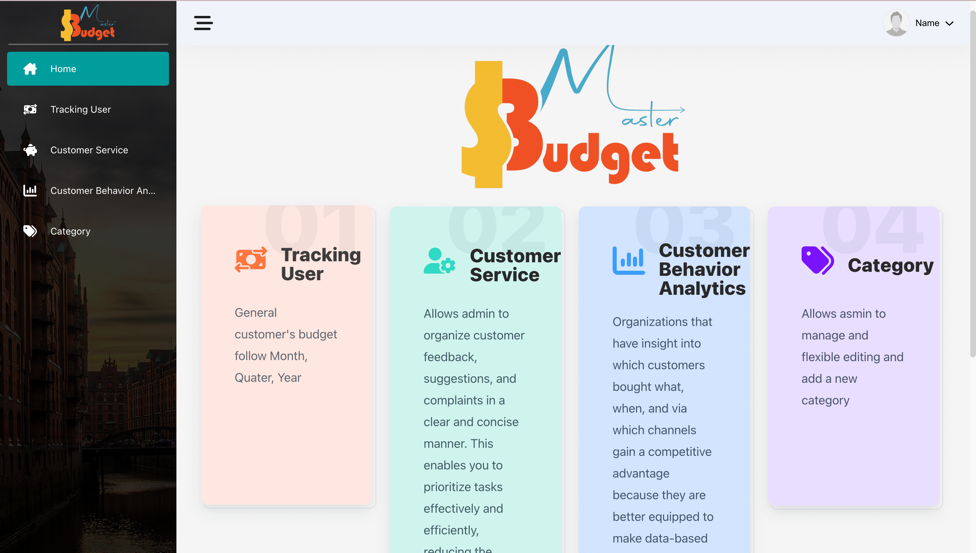 Master
Budget
Home
Tracking User
Customer Service
Customer Behavior An...
Category
Name
Master
Budget
01
Tracking
User
General
customer's budget
follow Month,
Quater, Year
02
Customer
Service
Allows admin to
organize customer
feedback,
suggestions, and
complaints in a
clear and concise
manner. This
enables you to
prioritize tasks
effectively and
efficiently,
reducing the
03
Customer
Behavior
Analytics
Organizations that
have insight into
which customers
bought what,
when, and via
which channels
gain a competitive
advantage
because they are
better equipped to
make data-based
04
Category
Allows asmin to
manage and
flexible editing and
add a new
category